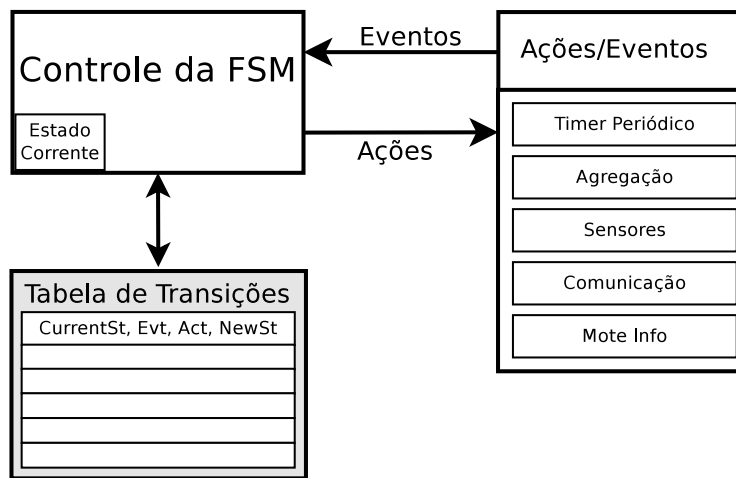 Controle da FSM
Estado
Corrente
Eventos
Ações
Ações/Eventos
Timer Periódico
Agregação
Sensores
Comunicação
Mote Info
Tabela de Transições
CurrentSt, Evt, Act, NewSt